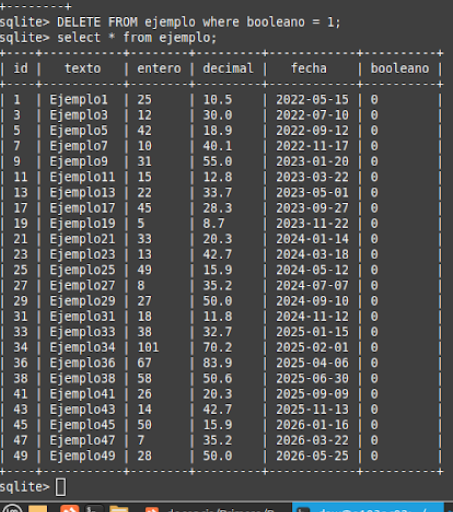 +--------+
sqlite> DELETE FROM ejemplo where booleano = 1;
sqlite> select * from ejemplo;
+----+-----------+--------+---------+------------+----------+
| id |   texto   | entero | decimal |   fecha    | booleano |
+----+-----------+--------+---------+------------+----------+
| 1  | Ejemplo1  | 25     | 10.5    | 2022-05-15 | 0        |
| 3  | Ejemplo3  | 12     | 30.0    | 2022-07-10 | 0        |
| 5  | Ejemplo5  | 42     | 18.9    | 2022-09-12 | 0        |
| 7  | Ejemplo7  | 10     | 40.1    | 2022-11-17 | 0        |
| 9  | Ejemplo9  | 31     | 55.0    | 2023-01-20 | 0        |
| 11 | Ejemplo11 | 15     | 12.8    | 2023-03-22 | 0        |
| 13 | Ejemplo13 | 22     | 33.7    | 2023-05-01 | 0        |
| 17 | Ejemplo17 | 45     | 28.3    | 2023-09-27 | 0        |
| 19 | Ejemplo19 | 5      | 8.7     | 2023-11-22 | 0        |
| 21 | Ejemplo21 | 33     | 20.3    | 2024-01-14 | 0        |
| 23 | Ejemplo23 | 13     | 42.7    | 2024-03-18 | 0        |
| 25 | Ejemplo25 | 49     | 15.9    | 2024-05-12 | 0        |
| 27 | Ejemplo27 | 8      | 35.2    | 2024-07-07 | 0        |
| 29 | Ejemplo29 | 27     | 50.0    | 2024-09-10 | 0        |
| 31 | Ejemplo31 | 18     | 11.8    | 2024-11-12 | 0        |
| 33 | Ejemplo33 | 38     | 32.7    | 2025-01-15 | 0        |
| 34 | Ejemplo34 | 101    | 70.2    | 2025-02-01 | 0        |
| 36 | Ejemplo36 | 67     | 83.9    | 2025-04-06 | 0        |
| 38 | Ejemplo38 | 58     | 50.6    | 2025-06-30 | 0        |
| 41 | Ejemplo41 | 26     | 20.3    | 2025-09-09 | 0        |
| 43 | Ejemplo43 | 14     | 42.7    | 2025-11-13 | 0        |
| 45 | Ejemplo45 | 50     | 15.9    | 2026-01-16 | 0        |
| 47 | Ejemplo47 | 7      | 35.2    | 2026-03-22 | 0        |
| 49 | Ejemplo49 | 28     | 50.0    | 2026-05-25 | 0        |
+----+-----------+--------+---------+------------+----------+
sqlite>